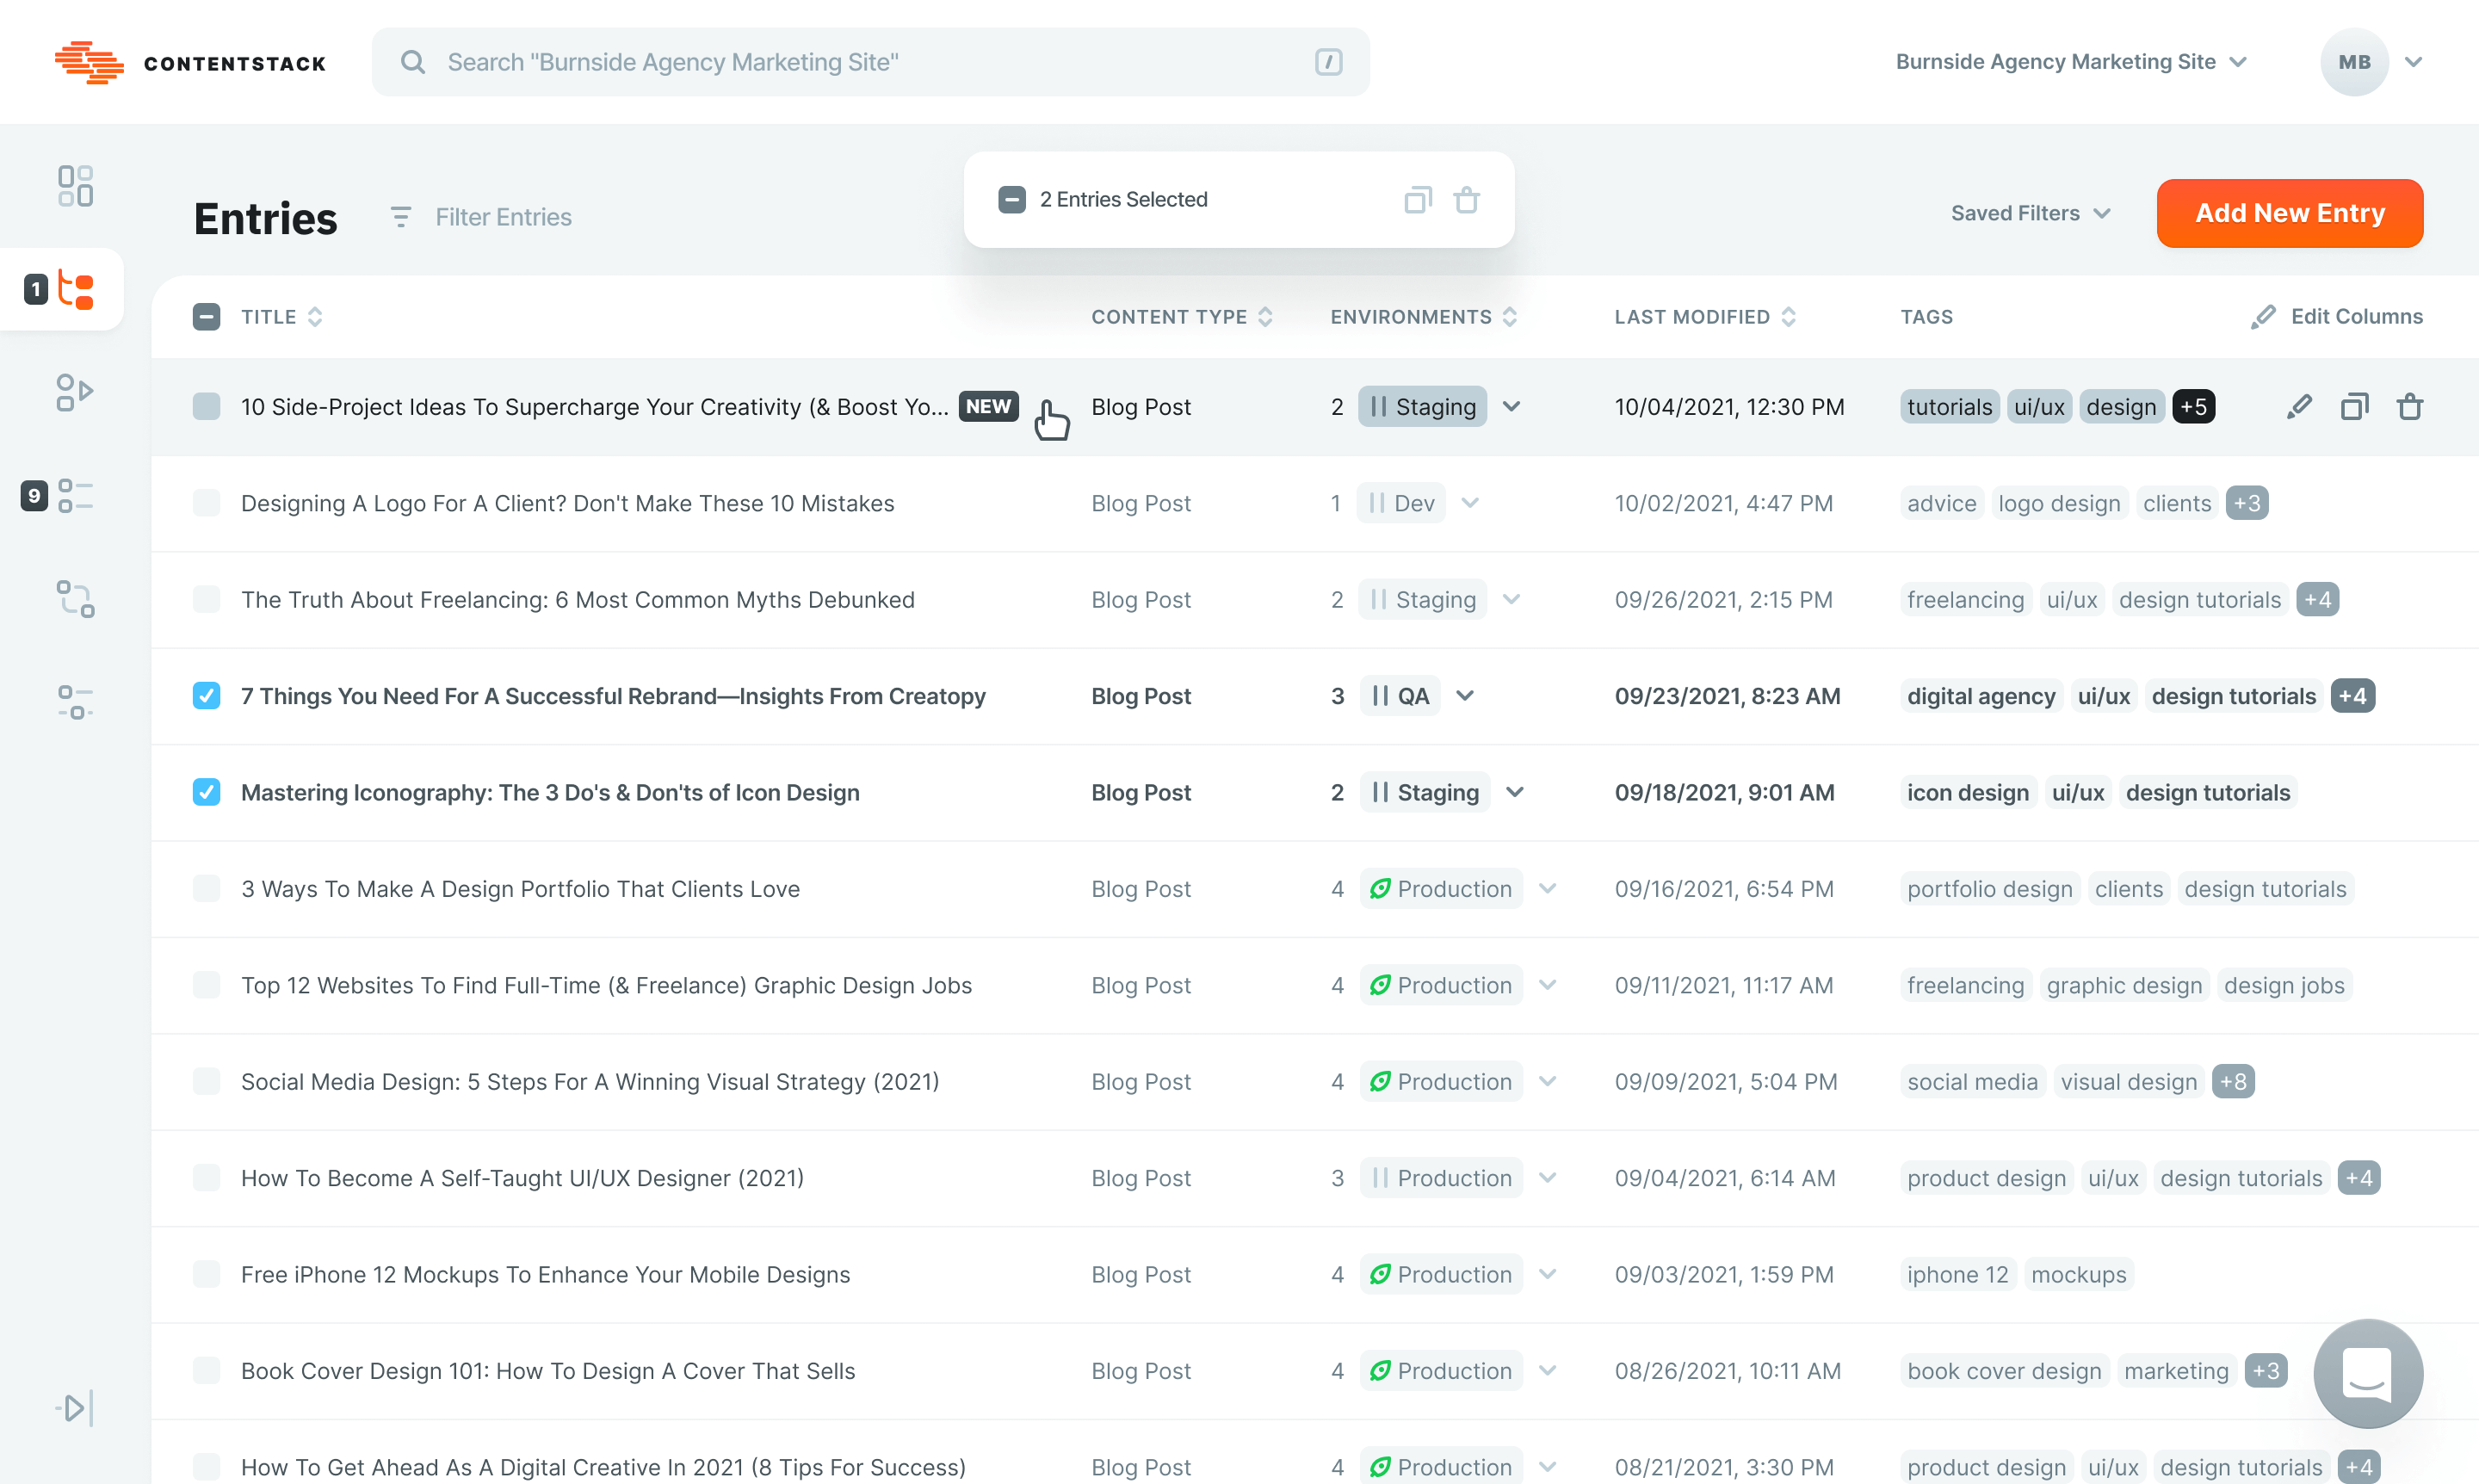 CONTENTSTACK
Search "Burnside Agency Marketing Site"
/
Burnside Agency Marketing Site
MB
Entries
Filter Entries
2 Entries Selected
Saved Filters
Add New Entry
1
TITLE CONTENT TYPE ENVIRONMENTS LAST MODIFIED TAGS Edit Columns
10 Side-Project Ideas To Supercharge Your Creativity (& Boost Yo... NEW Blog Post 2 Staging 10/04/2021, 12:30 PM tutorials ui/ux design +5
9
Designing A Logo For A Client? Don't Make These 10 Mistakes Blog Post 1 Dev 10/02/2021, 4:47 PM advice logo design clients +3
The Truth About Freelancing: 6 Most Common Myths Debunked Blog Post 2 Staging 09/26/2021, 2:15 PM freelancing ui/ux design tutorials +4
7 Things You Need For A Successful Rebrand—Insights From Creatopy Blog Post 3 QA 09/23/2021, 8:23 AM digital agency ui/ux design tutorials +4
Mastering Iconography: The 3 Do's & Don'ts of Icon Design Blog Post 2 Staging 09/18/2021, 9:01 AM icon design ui/ux design tutorials
3 Ways To Make A Design Portfolio That Clients Love Blog Post 4 Production 09/16/2021, 6:54 PM portfolio design clients design tutorials
Top 12 Websites To Find Full-Time (& Freelance) Graphic Design Jobs Blog Post 4 Production 09/11/2021, 11:17 AM freelancing graphic design design jobs
Social Media Design: 5 Steps For A Winning Visual Strategy (2021) Blog Post 4 Production 09/09/2021, 5:04 PM social media visual design +8
How To Become A Self-Taught UI/UX Designer (2021) Blog Post 3 Production 09/04/2021, 6:14 AM product design ui/ux design tutorials +4
Free iPhone 12 Mockups To Enhance Your Mobile Designs Blog Post 4 Production 09/03/2021, 1:59 PM iphone 12 mockups
Book Cover Design 101: How To Design A Cover That Sells Blog Post 4 Production 08/26/2021, 10:11 AM book cover design marketing +3
How To Get Ahead As A Digital Creative In 2021 (8 Tips For Success) Blog Post 4 Production 08/21/2021, 3:30 PM product design ui/ux design tutorials +4